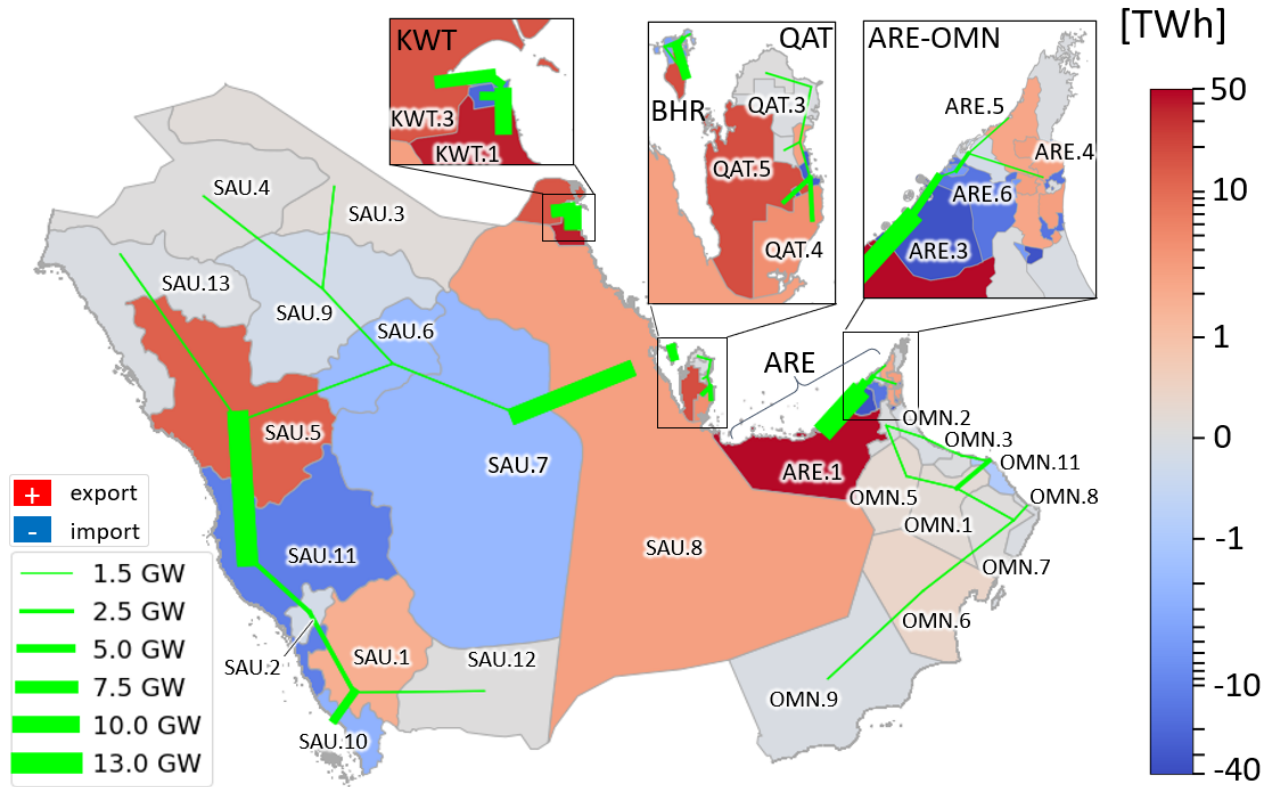 [TWh]
KWT
QAT
ARE-OMN
BHR
KWT.3
KWT.1
QAT.3
QAT.5
QAT.4
ARE.5
ARE.4
ARE.6
ARE.3
50
10
1
0
-1
-10
-40
SAU.4
SAU.3
SAU.13
SAU.9
SAU.6
ARE
SAU.5
SAU.7
ARE.1
OMN.2
OMN.3
OMN.11
OMN.8
OMN.5
OMN.1
SAU.11
SAU.8
OMN.7
OMN.6
SAU.2
SAU.1
SAU.12
OMN.9
SAU.10
+ export
- import
1.5 GW
2.5 GW
5.0 GW
7.5 GW
10.0 GW
13.0 GW